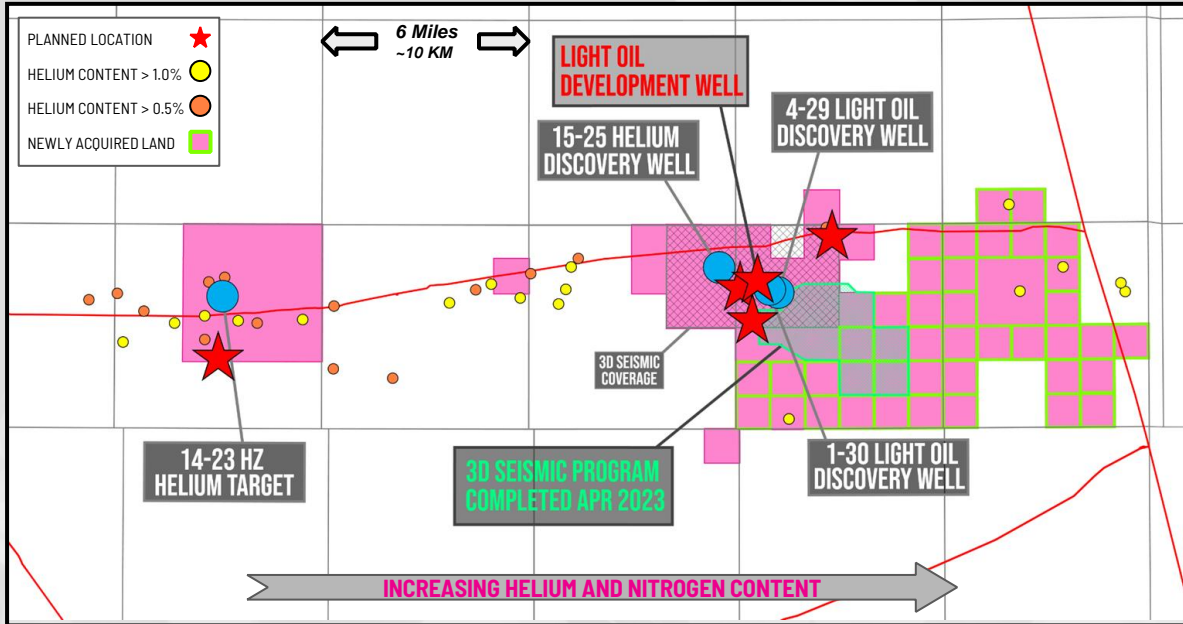 PLANNED LOCATION
HELIUM CONTENT > 1.0%
HELIUM CONTENT > 0.5%
NEWLY ACQUIRED LAND
6 Miles
~10 KM
LIGHT OIL
DEVELOPMENT WELL
4-29 LIGHT OIL
DISCOVERY WELL
15-25 HELIUM
DISCOVERY WELL
3D SEISMIC
COVERAGE
14-23 HZ
HELIUM TARGET
3D SEISMIC PROGRAM
COMPLETED APR 2023
1-30 LIGHT OIL
DISCOVERY WELL
INCREASING HELIUM AND NITROGEN CONTENT